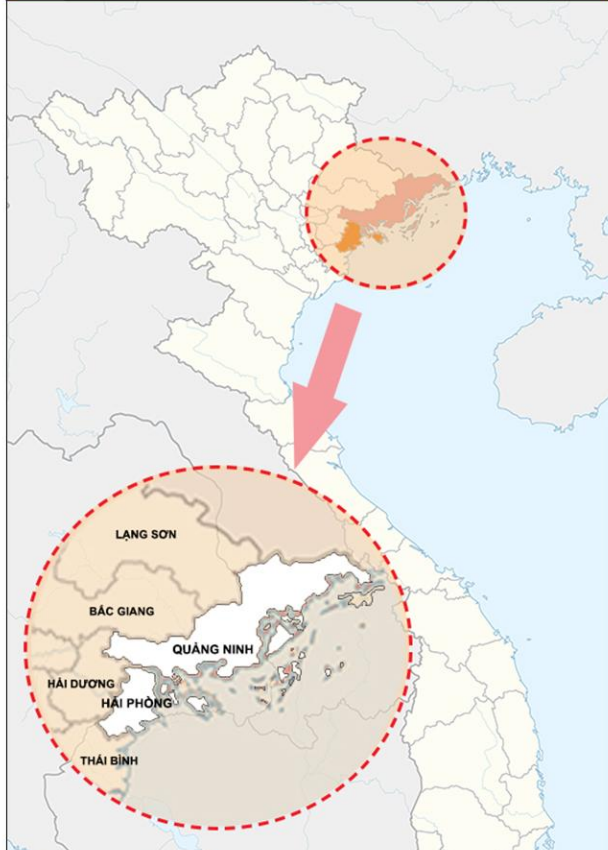 LẠNG SƠN
BẮC GIANG
QUẢNG NINH
HẢI DƯƠNG
HẢI PHÒNG
THÁI BÌNH